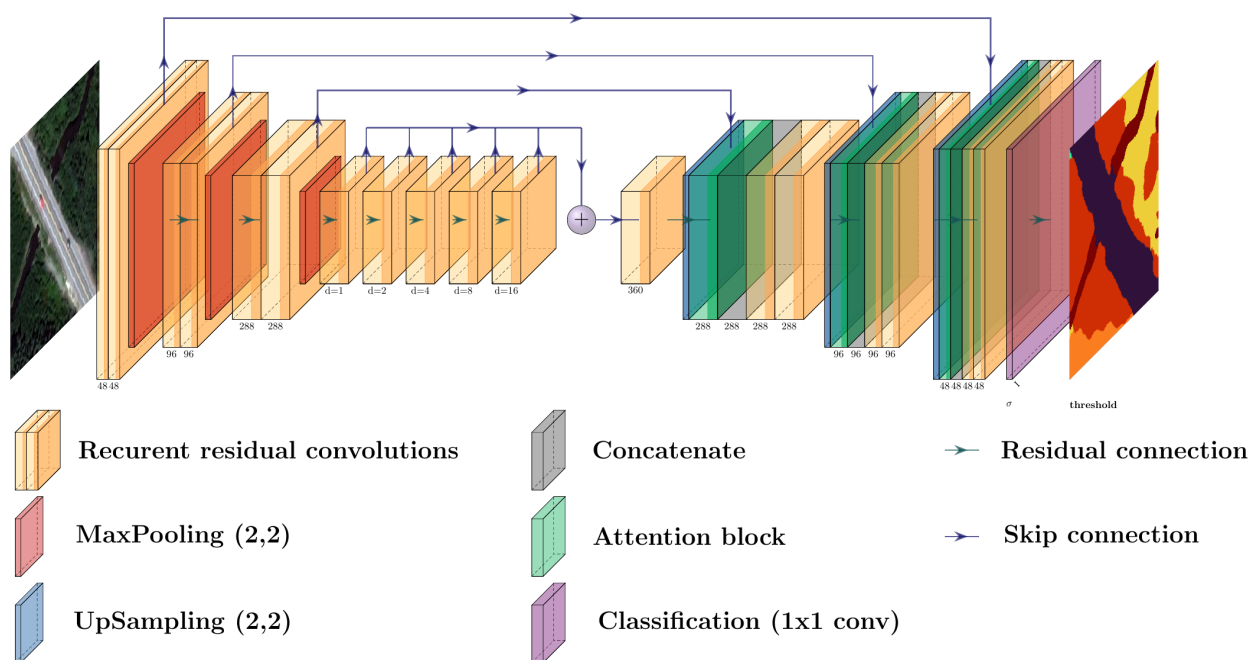 d=1 d=2 d=4 d=8 d=16
360
288 288
288 288 288 288
96 96
96 96 96 96
48 48
48 48 48 48
1
σ
threshold
+
Recurent residual convolutions
Concatenate
Residual connection
MaxPooling (2,2)
Attention block
Skip connection
UpSampling (2,2)
Classification (1x1 conv)